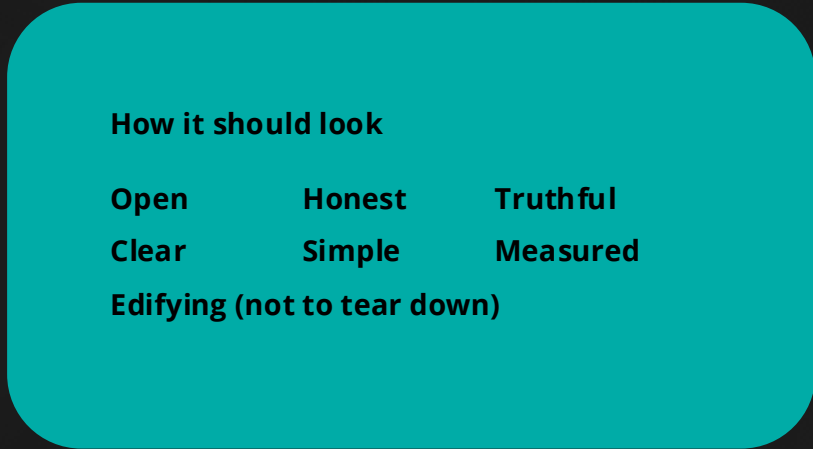 How it should look
Open Honest Truthful
Clear Simple Measured
Edifying (not to tear down)